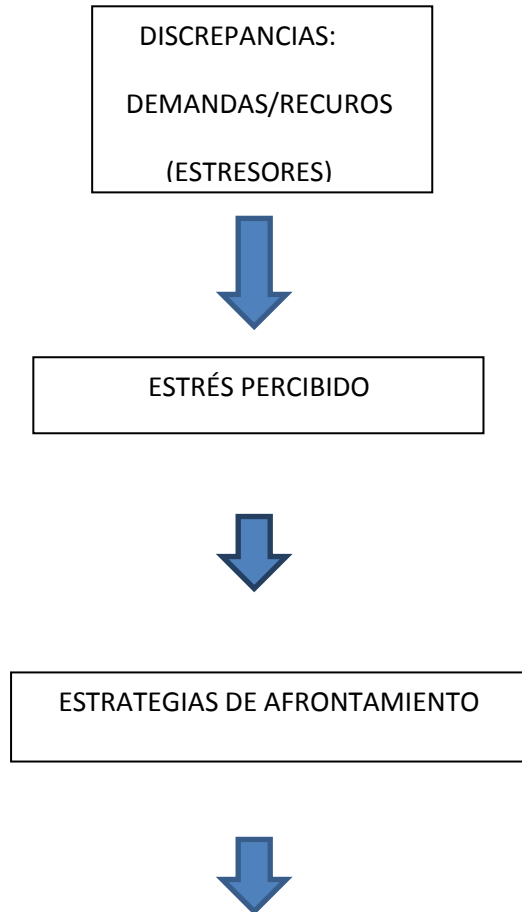 DISCREPANCIAS:
DEMANDAS/RECUROS
(ESTRESORES)
ESTRÉS PERCIBIDO
ESTRATEGIAS DE AFRONTAMIENTO